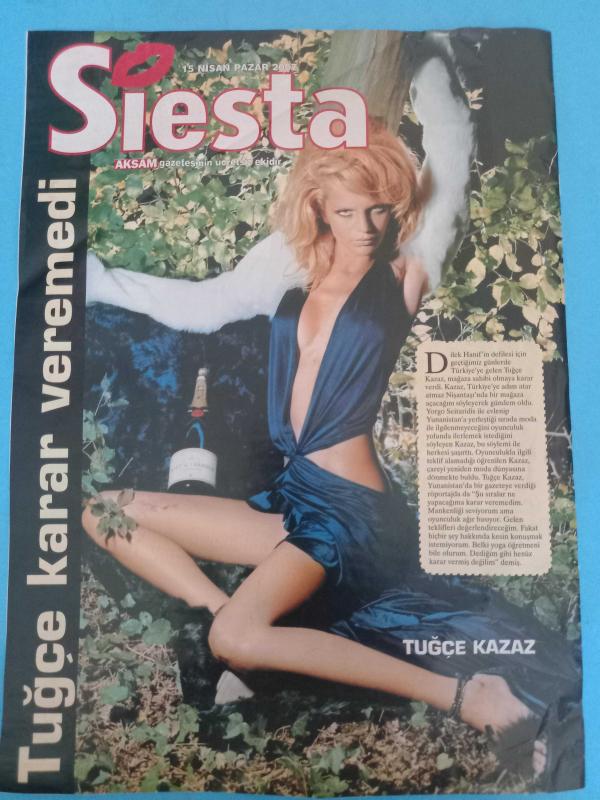 15 NİSAN PAZAR 2007
Siesta
AKŞAM gazetesinin ücretsiz ekidir
Tuğçe karar veremedi
Dilek Hanif'in defilesi için
geçtiğimiz günlerde
Türkiye'ye gelen Tuğçe
Kazaz, mağaza sahibi olmaya karar
verdi. Kazaz, Türkiye'ye adım atar
atmaz Nişantaşı'nda bir mağaza
açacağını söyleyerek gündem oldu.
Yorgo Seitaridis ile evlenip
Yunanistan'a yerleştiği sırada moda
ile ilgilenmeyeceğini oyunculuk
yolunda ilerlemek istediğini
söyleyen Kazaz, bu söylemi ile
herkesi şaşırttı. Oyunculukla ilgili
teklif alamadığı öğrenilen Kazaz,
çareyi yeniden moda dünyasına
dönmekte buldu. Tuğçe Kazaz,
Yunanistan'da bir gazeteye verdiği
röportajda da "Şu sıralar ne
yapacağıma karar veremedim.
Mankenliği seviyorum ama
oyunculuk ağır basıyor. Gelen
teklifleri değerlendireceğim. Fakat
hiçbir şey hakkında kesin konuşmak
istemiyorum. Belki yoga öğretmeni
bile olurum. Dediğim gibi henüz
karar vermiş değilim" demiş.
TUĞÇE KAZAZ